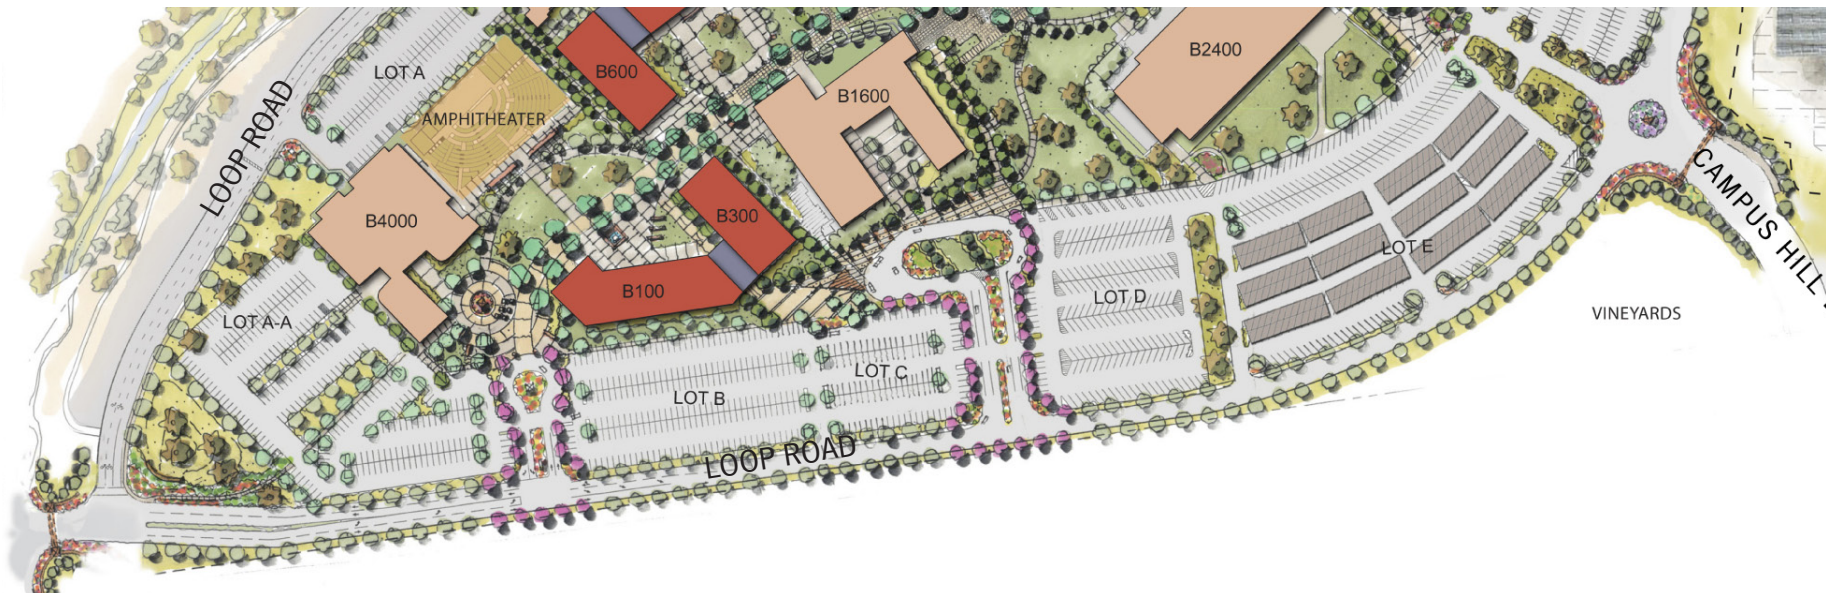 B2400
LOT A
B600
B1600
LOOP ROAD
AMPHITHEATER
CAMPUS HILL
B4000
B300
LOT E
B100
LOT D
LOT A-A
VINEYARDS
LOT C
LOT B
LOOP ROAD